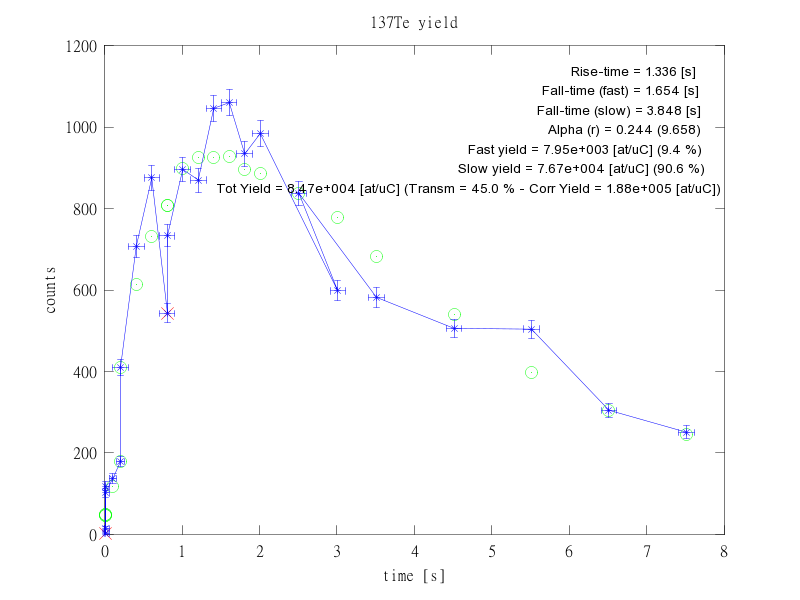 137Te yield
1200
1000
800
600
400
200
0
counts
Rise-time = 1.336 [s]
Fall-time (fast) = 1.654 [s]
Fall-time (slow) = 3.848 [s]
Alpha (r) = 0.244 (9.658)
Fast yield = 7.95e+003 [at/uC] (9.4 %)
Slow yield = 7.67e+004 [at/uC] (90.6 %)
Tot Yield = 8.47e+004 [at/uC] (Transm = 45.0 % - Corr Yield = 1.88e+005 [at/uC])
0 1 2 3 4 5 6 7 8
time [s]